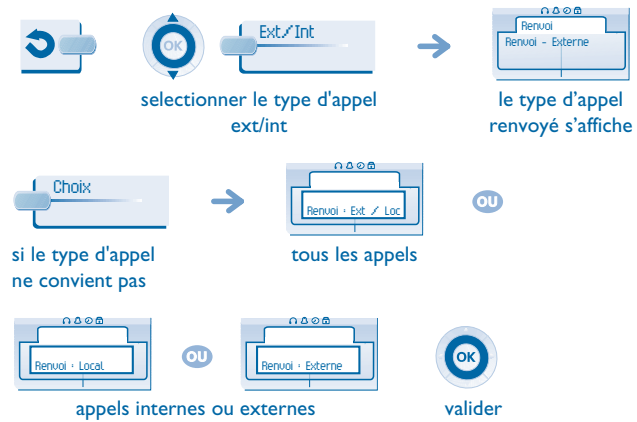 OK
Ext/Int
Renvoi
Renvoi - Externe
selectionner le type d'appel
ext/int
le type d’appel
renvoyé s’affiche
Choix
Renvoi : Ext / Loc
OU
si le type d'appel
ne convient pas
tous les appels
Renvoi : Local
OU
Renvoi : Externe
OK
appels internes ou externes
valider